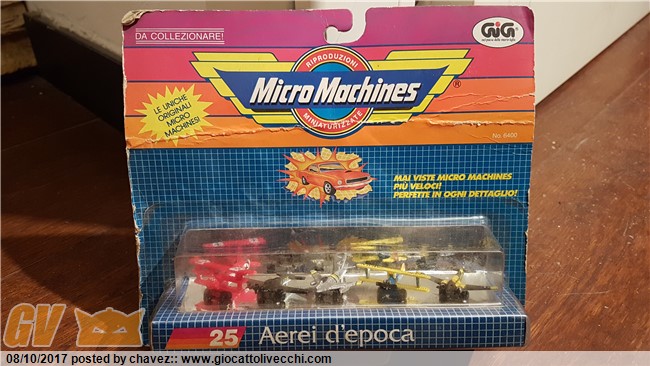 DA COLLEZIONARE!
GiG
RIPRODUZIONI
Micro Machines
MINIATURIZZATE
®
LE UNICHE
ORIGINALI
MICRO
MACHINES!
No. 6400
MAI VISTE MICRO MACHINES
PIÙ VELOCI!
PERFETTE IN OGNI DETTAGLIO!
25 Aerei d'epoca
GV
08/10/2017 posted by chavez:: www.giocattolivecchi.com